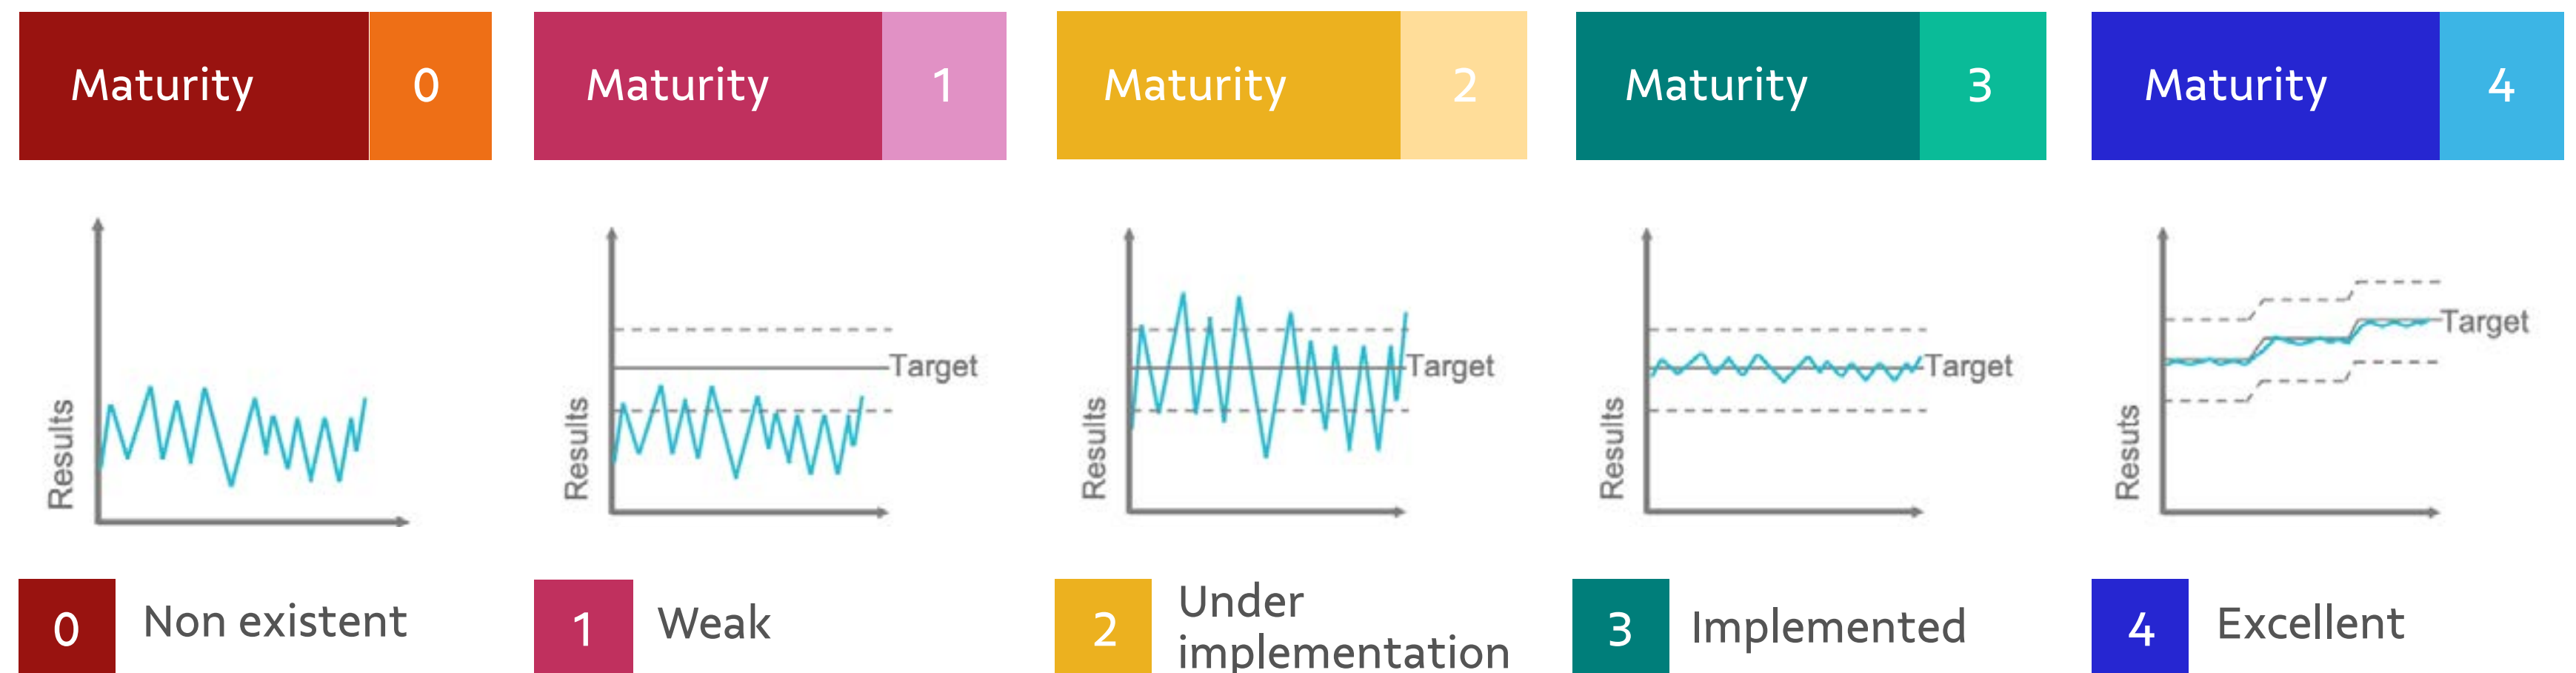 Maturity 0
Maturity 1
Maturity 2
Maturity 3
Maturity 4
Results
Results
Target
Results
Target
Results
Target
Resuts
Target
0 Non existent
1 Weak
2 Under
implementation
3 Implemented
4 Excellent